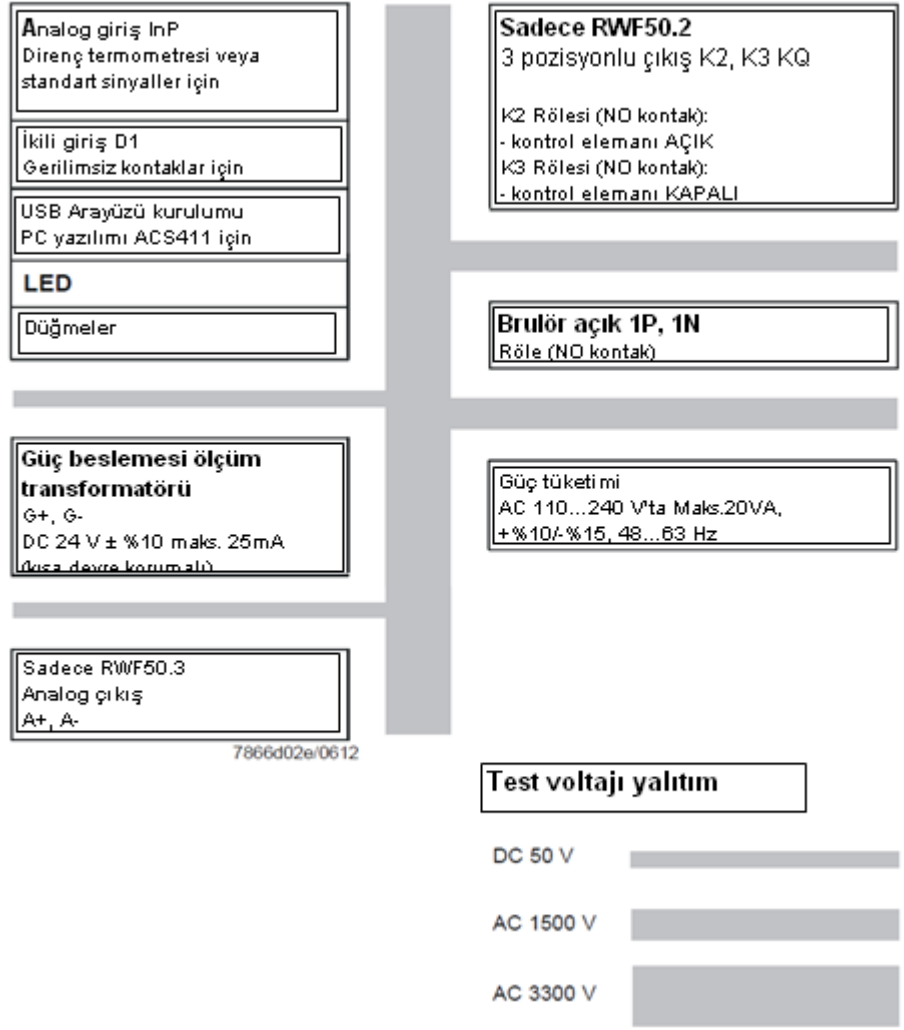 Analog giriş InP
Direnç termometresi veya
standart sinyaller için
İkili giriş D1
Gerilimsiz kontaklar için
USB Arayüzü kurulumu
PC yazılımı ACS411 için
LED
Düğmeler
Güç beslemesi ölçüm
transformatörü
G+, G-
DC 24 V ± %10 maks. 25mA
(kısa devre korumalı)
Sadece RWF50.3
Analog çıkış
A+, A-
7866d02e/0612
Sadece RWF50.2
3 pozisyonlu çıkış K2, K3 KQ
K2 Rölesi (NO kontak):
- kontrol elemanı AÇIK
K3 Rölesi (NO kontak):
- kontrol elemanı KAPALI
Brulör açık 1P, 1N
Röle (NO kontak)
Güç tüketimi
AC 110...240 V'ta Maks.20VA,
+%10/-%15, 48...63 Hz
Test voltajı yalıtım
DC 50 V
AC 1500 V
AC 3300 V